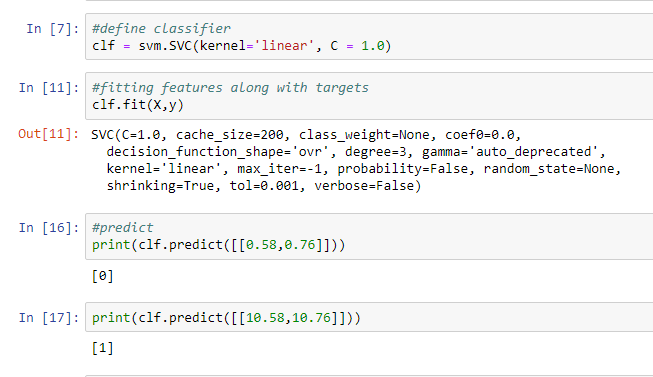 In [7]: #define classifier
clf = svm.SVC(kernel='linear', C = 1.0)
In [11]: #fitting features along with targets
clf.fit(X,y)
Out[11]: SVC(C=1.0, cache_size=200, class_weight=None, coef0=0.0,
decision_function_shape='ovr', degree=3, gamma='auto_deprecated',
kernel='linear', max_iter=-1, probability=False, random_state=None,
shrinking=True, tol=0.001, verbose=False)
In [16]: #predict
print(clf.predict([[0.58,0.76]]))
[0]
In [17]: print(clf.predict([[10.58,10.76]]))
[1]